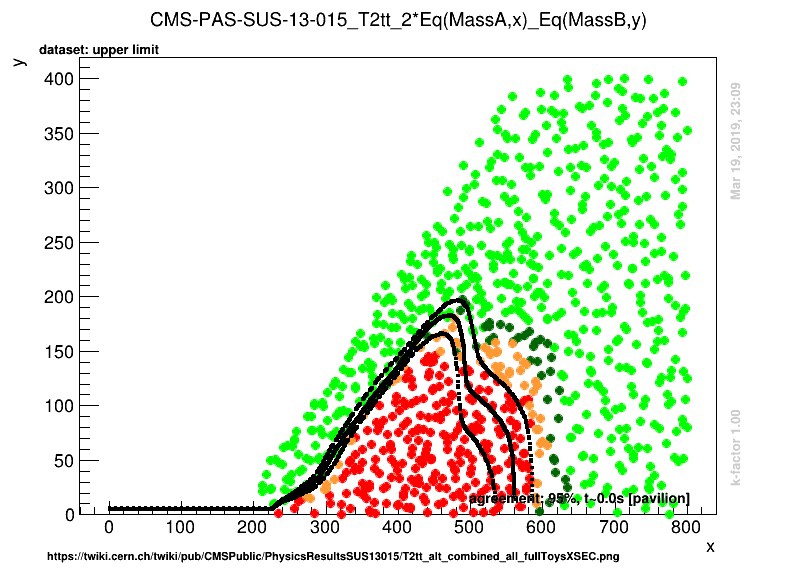 CMS-PAS-SUS-13-015_T2tt_2*Eq(MassA,x)_Eq(MassB,y)
dataset: upper limit
y
400
350
300
250
200
150
100
50
0
0 100 200 300 400 500 600 700 800
x
agreement: 95%, t~0.0s [pavilion]
Mar 19, 2019, 23:09
k-factor 1.00
https://twiki.cern.ch/twiki/pub/CMSPublic/PhysicsResultsSUS13015/T2tt_alt_combined_all_fullToysXSEC.png